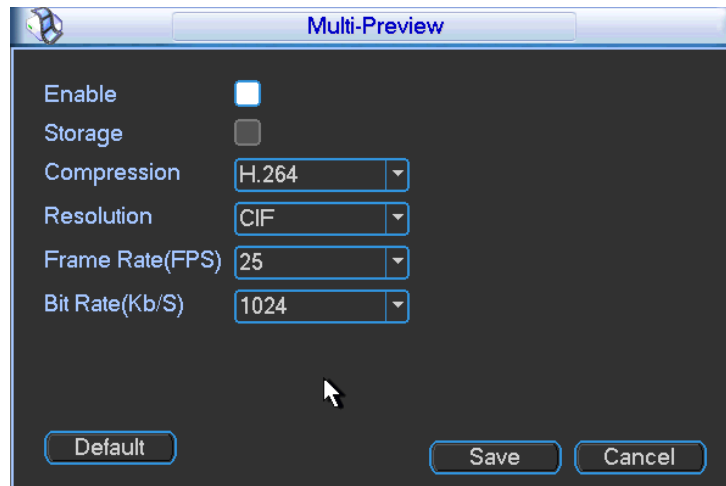 Multi-Preview
Enable
Storage
Compression H.264
Resolution CIF
Frame Rate(FPS) 25
Bit Rate(Kb/S) 1024
Default Save Cancel